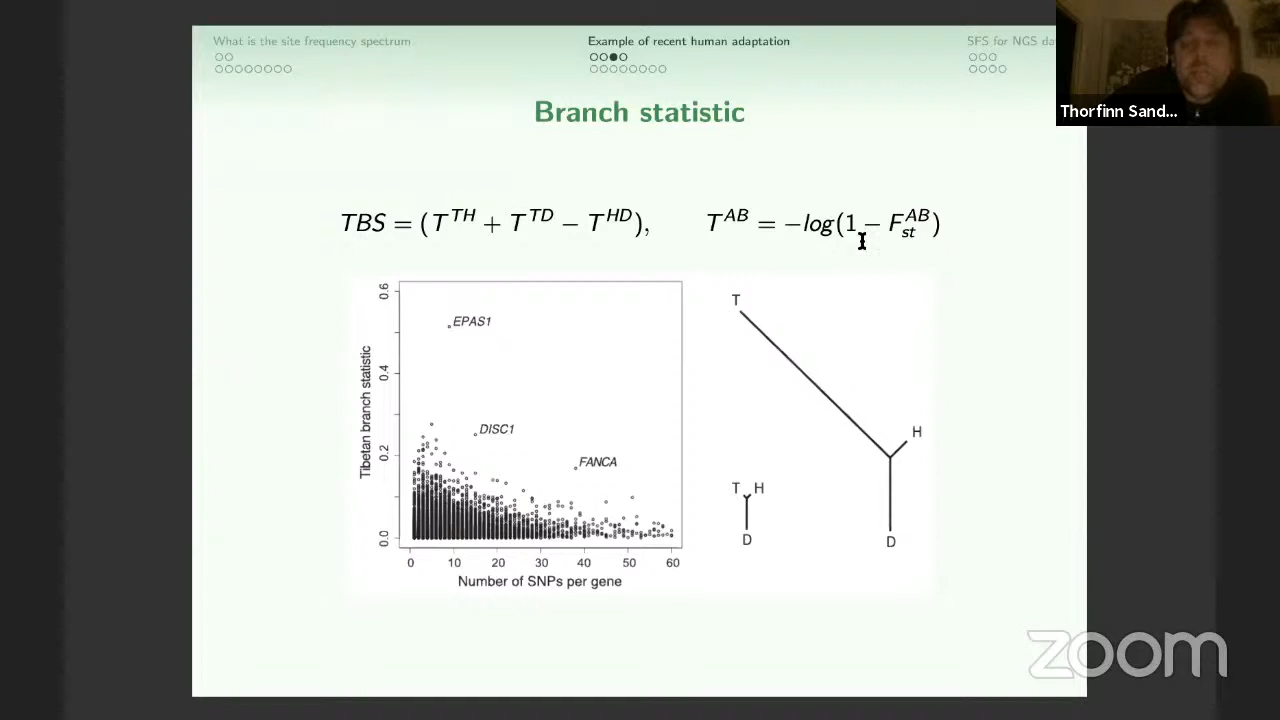 What is the site frequency spectrum
Example of recent human adaptation
SFS for NGS da
Thorfinn Sand...
Branch statistic
TBS = (T^{TH} + T^{TD} − T^{HD}), T^{AB} = −log(1 − F_{st}^{AB})
0.6
0.4
0.2
0.0
Tibetan branch statistic
EPAS1
DISC1
FANCA
0 10 20 30 40 50 60
Number of SNPs per gene
T
H
T H
D
D
zoom